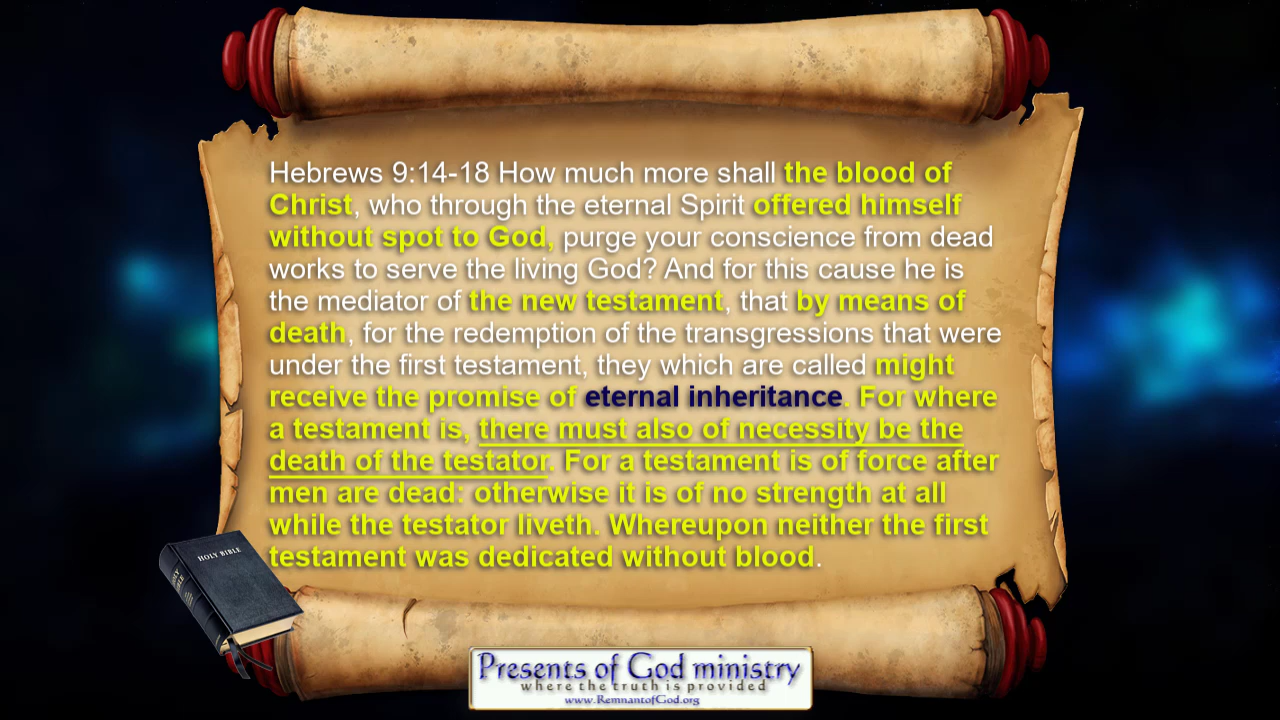 Hebrews 9:14-18 How much more shall the blood of
Christ, who through the eternal Spirit offered himself
without spot to God, purge your conscience from dead
works to serve the living God? And for this cause he is
the mediator of the new testament, that by means of
death, for the redemption of the transgressions that were
under the first testament, they which are called might
receive the promise of eternal inheritance. For where
a testament is, there must also of necessity be the
death of the testator. For a testament is of force after
men are dead: otherwise it is of no strength at all
while the testator liveth. Whereupon neither the first
testament was dedicated without blood.
HOLY BIBLE
HOLY BIBLE
Presents of God ministry
where the truth is provided
www.RemnantofGod.org